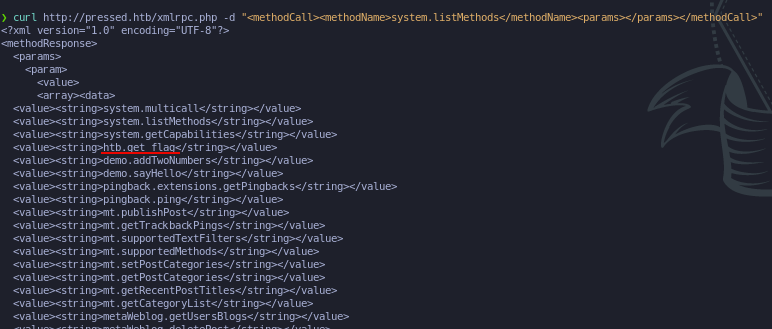 ❯ curl http://pressed.htb/xmlrpc.php -d "<methodCall><methodName>system.listMethods</methodName><params></params></methodCall>"
<?xml version="1.0" encoding="UTF-8"?>
<methodResponse>
  <params>
    <param>
      <value>
      <array><data>
  <value><string>system.multicall</string></value>
  <value><string>system.listMethods</string></value>
  <value><string>system.getCapabilities</string></value>
  <value><string>htb.get_flag</string></value>
  <value><string>demo.addTwoNumbers</string></value>
  <value><string>demo.sayHello</string></value>
  <value><string>pingback.extensions.getPingbacks</string></value>
  <value><string>pingback.ping</string></value>
  <value><string>mt.publishPost</string></value>
  <value><string>mt.getTrackbackPings</string></value>
  <value><string>mt.supportedTextFilters</string></value>
  <value><string>mt.supportedMethods</string></value>
  <value><string>mt.setPostCategories</string></value>
  <value><string>mt.getPostCategories</string></value>
  <value><string>mt.getRecentPostTitles</string></value>
  <value><string>mt.getCategoryList</string></value>
  <value><string>metaWeblog.getUsersBlogs</string></value>
  <value><string>metaWeblog.deletePost</string></value>